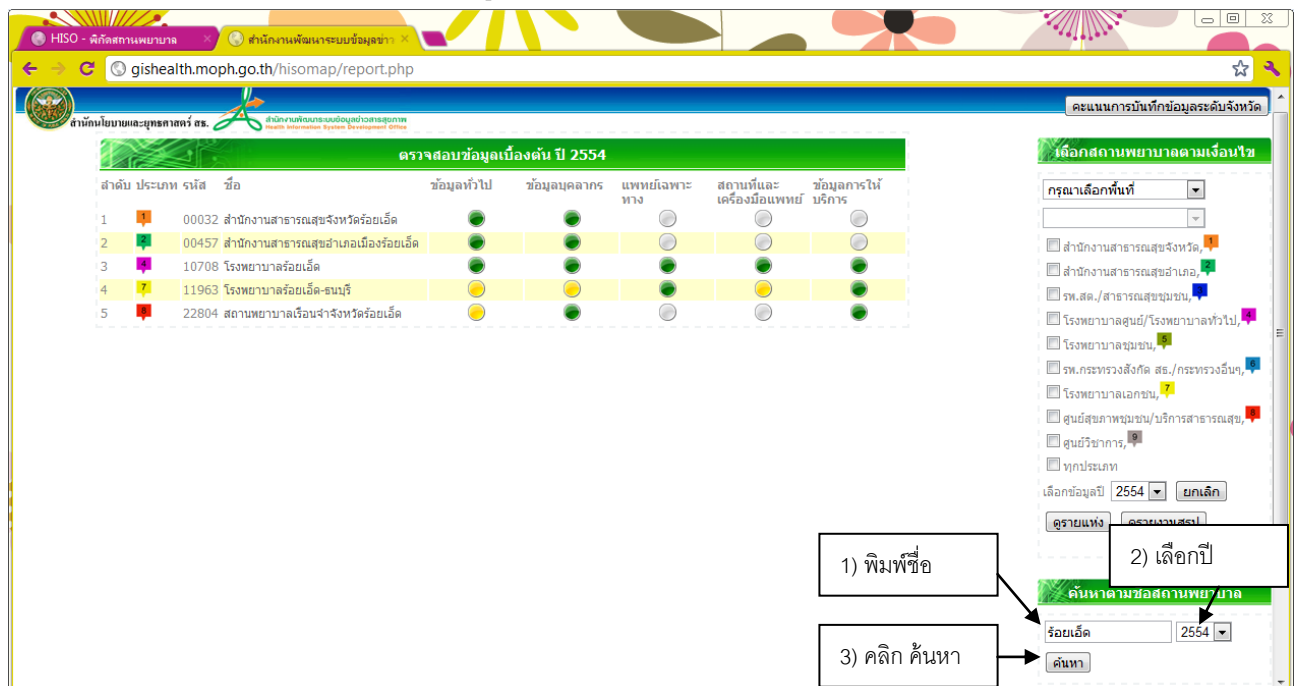 HISO - พิกัดสถานพยาบาล
สำนักงานพัฒนาระบบข้อมูลข่าว
gishealth.moph.go.th/hisomap/report.php
สำนักนโยบายและยุทธศาสตร์ สธ.
สำนักงานพัฒนาระบบข้อมูลข่าวสารสุขภาพ
Health Information System Development Office
คะแนนการบันทึกข้อมูลระดับจังหวัด
ตรวจสอบข้อมูลเบื้องต้น ปี 2554
ลำดับ ประเภท รหัส ชื่อ ข้อมูลทั่วไป ข้อมูลบุคลากร แพทย์เฉพาะทาง สถานที่และเครื่องมือแพทย์ ข้อมูลการให้บริการ
1 1 00032 สำนักงานสาธารณสุขจังหวัดร้อยเอ็ด
2 2 00457 สำนักงานสาธารณสุขอำเภอเมืองร้อยเอ็ด
3 4 10708 โรงพยาบาลร้อยเอ็ด
4 7 11963 โรงพยาบาลร้อยเอ็ด-ธนบุรี
5 8 22804 สถานพยาบาลเรือนจำจังหวัดร้อยเอ็ด
เลือกสถานพยาบาลตามเงื่อนไข
กรุณาเลือกพื้นที่
สำนักงานสาธารณสุขจังหวัด, 1
สำนักงานสาธารณสุขอำเภอ, 2
รพ.สต./สาธารณสุขชุมชน, 3
โรงพยาบาลศูนย์/โรงพยาบาลทั่วไป, 4
โรงพยาบาลชุมชน, 5
รพ.กระทรวงสังกัด สธ./กระทรวงอื่นๆ, 6
โรงพยาบาลเอกชน, 7
ศูนย์สุขภาพชุมชน/บริการสาธารณสุข, 8
ศูนย์วิชาการ, 9
ทุกประเภท
เลือกข้อมูลปี 2554 ยกเลิก
ดูรายแห่ง ดูรายงานสรุป
1) พิมพ์ชื่อ
2) เลือกปี
ค้นหาตามชื่อสถานพยาบาล
ร้อยเอ็ด 2554
3) คลิก ค้นหา
ค้นหา